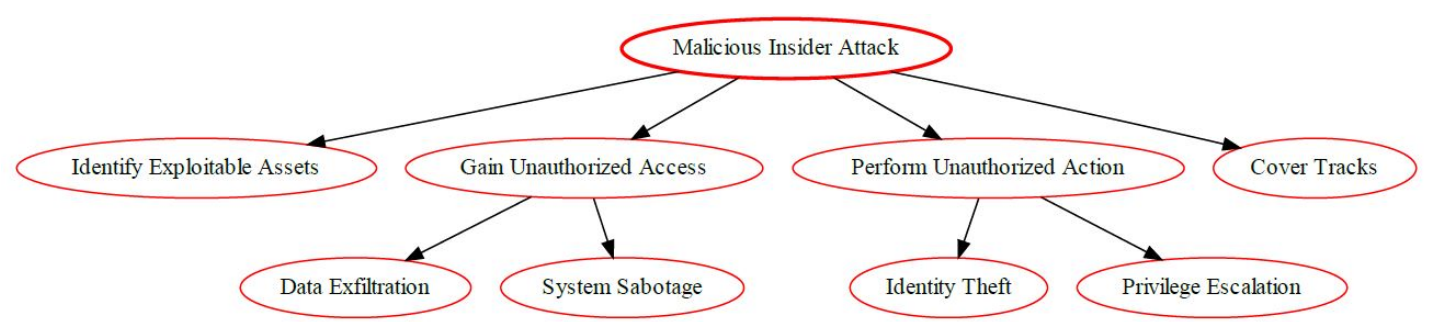 Malicious Insider Attack
Identify Exploitable Assets
Gain Unauthorized Access
Perform Unauthorized Action
Cover Tracks
Data Exfiltration
System Sabotage
Identity Theft
Privilege Escalation